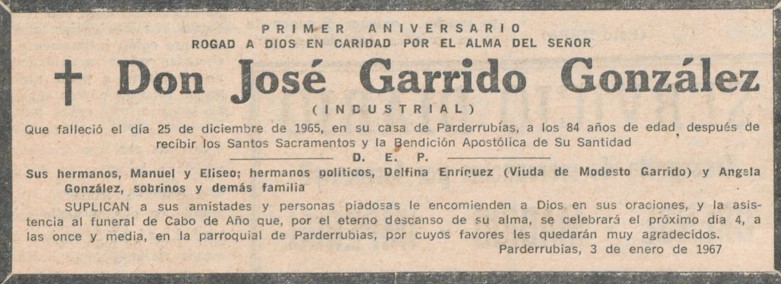 PRIMER ANIVERSARIO
ROGAD A DIOS EN CARIDAD POR EL ALMA DEL SEÑOR
✝ Don José Garrido González
(INDUSTRIAL)
Que falleció el día 25 de diciembre de 1965, en su casa de Parderrubías, a los 84 años de edad, después de
recibir los Santos Sacramentos y la Bendición Apostólica de Su Santidad
D. E. P.
Sus hermanos, Manuel y Eliseo; hermanos políticos, Delfina Enríquez (Viuda de Modesto Garrido) y Angela
González, sobrinos y demás familia
SUPLICAN a sus amistades y personas piadosas le encomienden a Dios en sus oraciones, y la asis-
tencia al funeral de Cabo de Año que, por el eterno descanso de su alma, se celebrará el próximo día 4, a
las once y media, en la parroquial de Parderrubias, por cuyos favores les quedarán muy agradecidos.
Parderrubias, 3 de enero de 1967